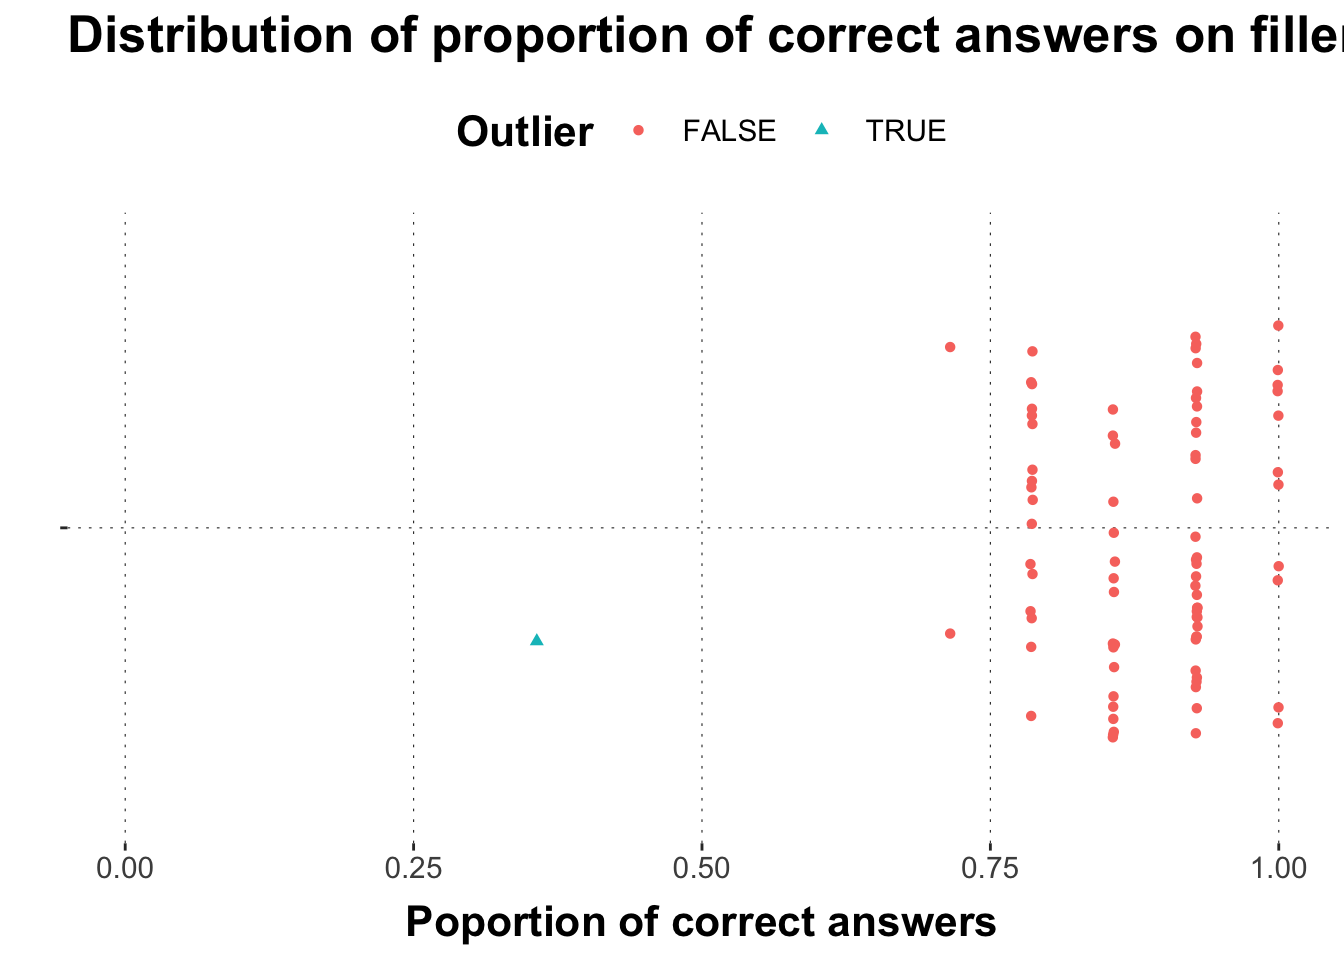 Distribution of proportion of correct answers on filler
Outlier FALSE TRUE
0.00 0.25 0.50 0.75 1.00
Poportion of correct answers